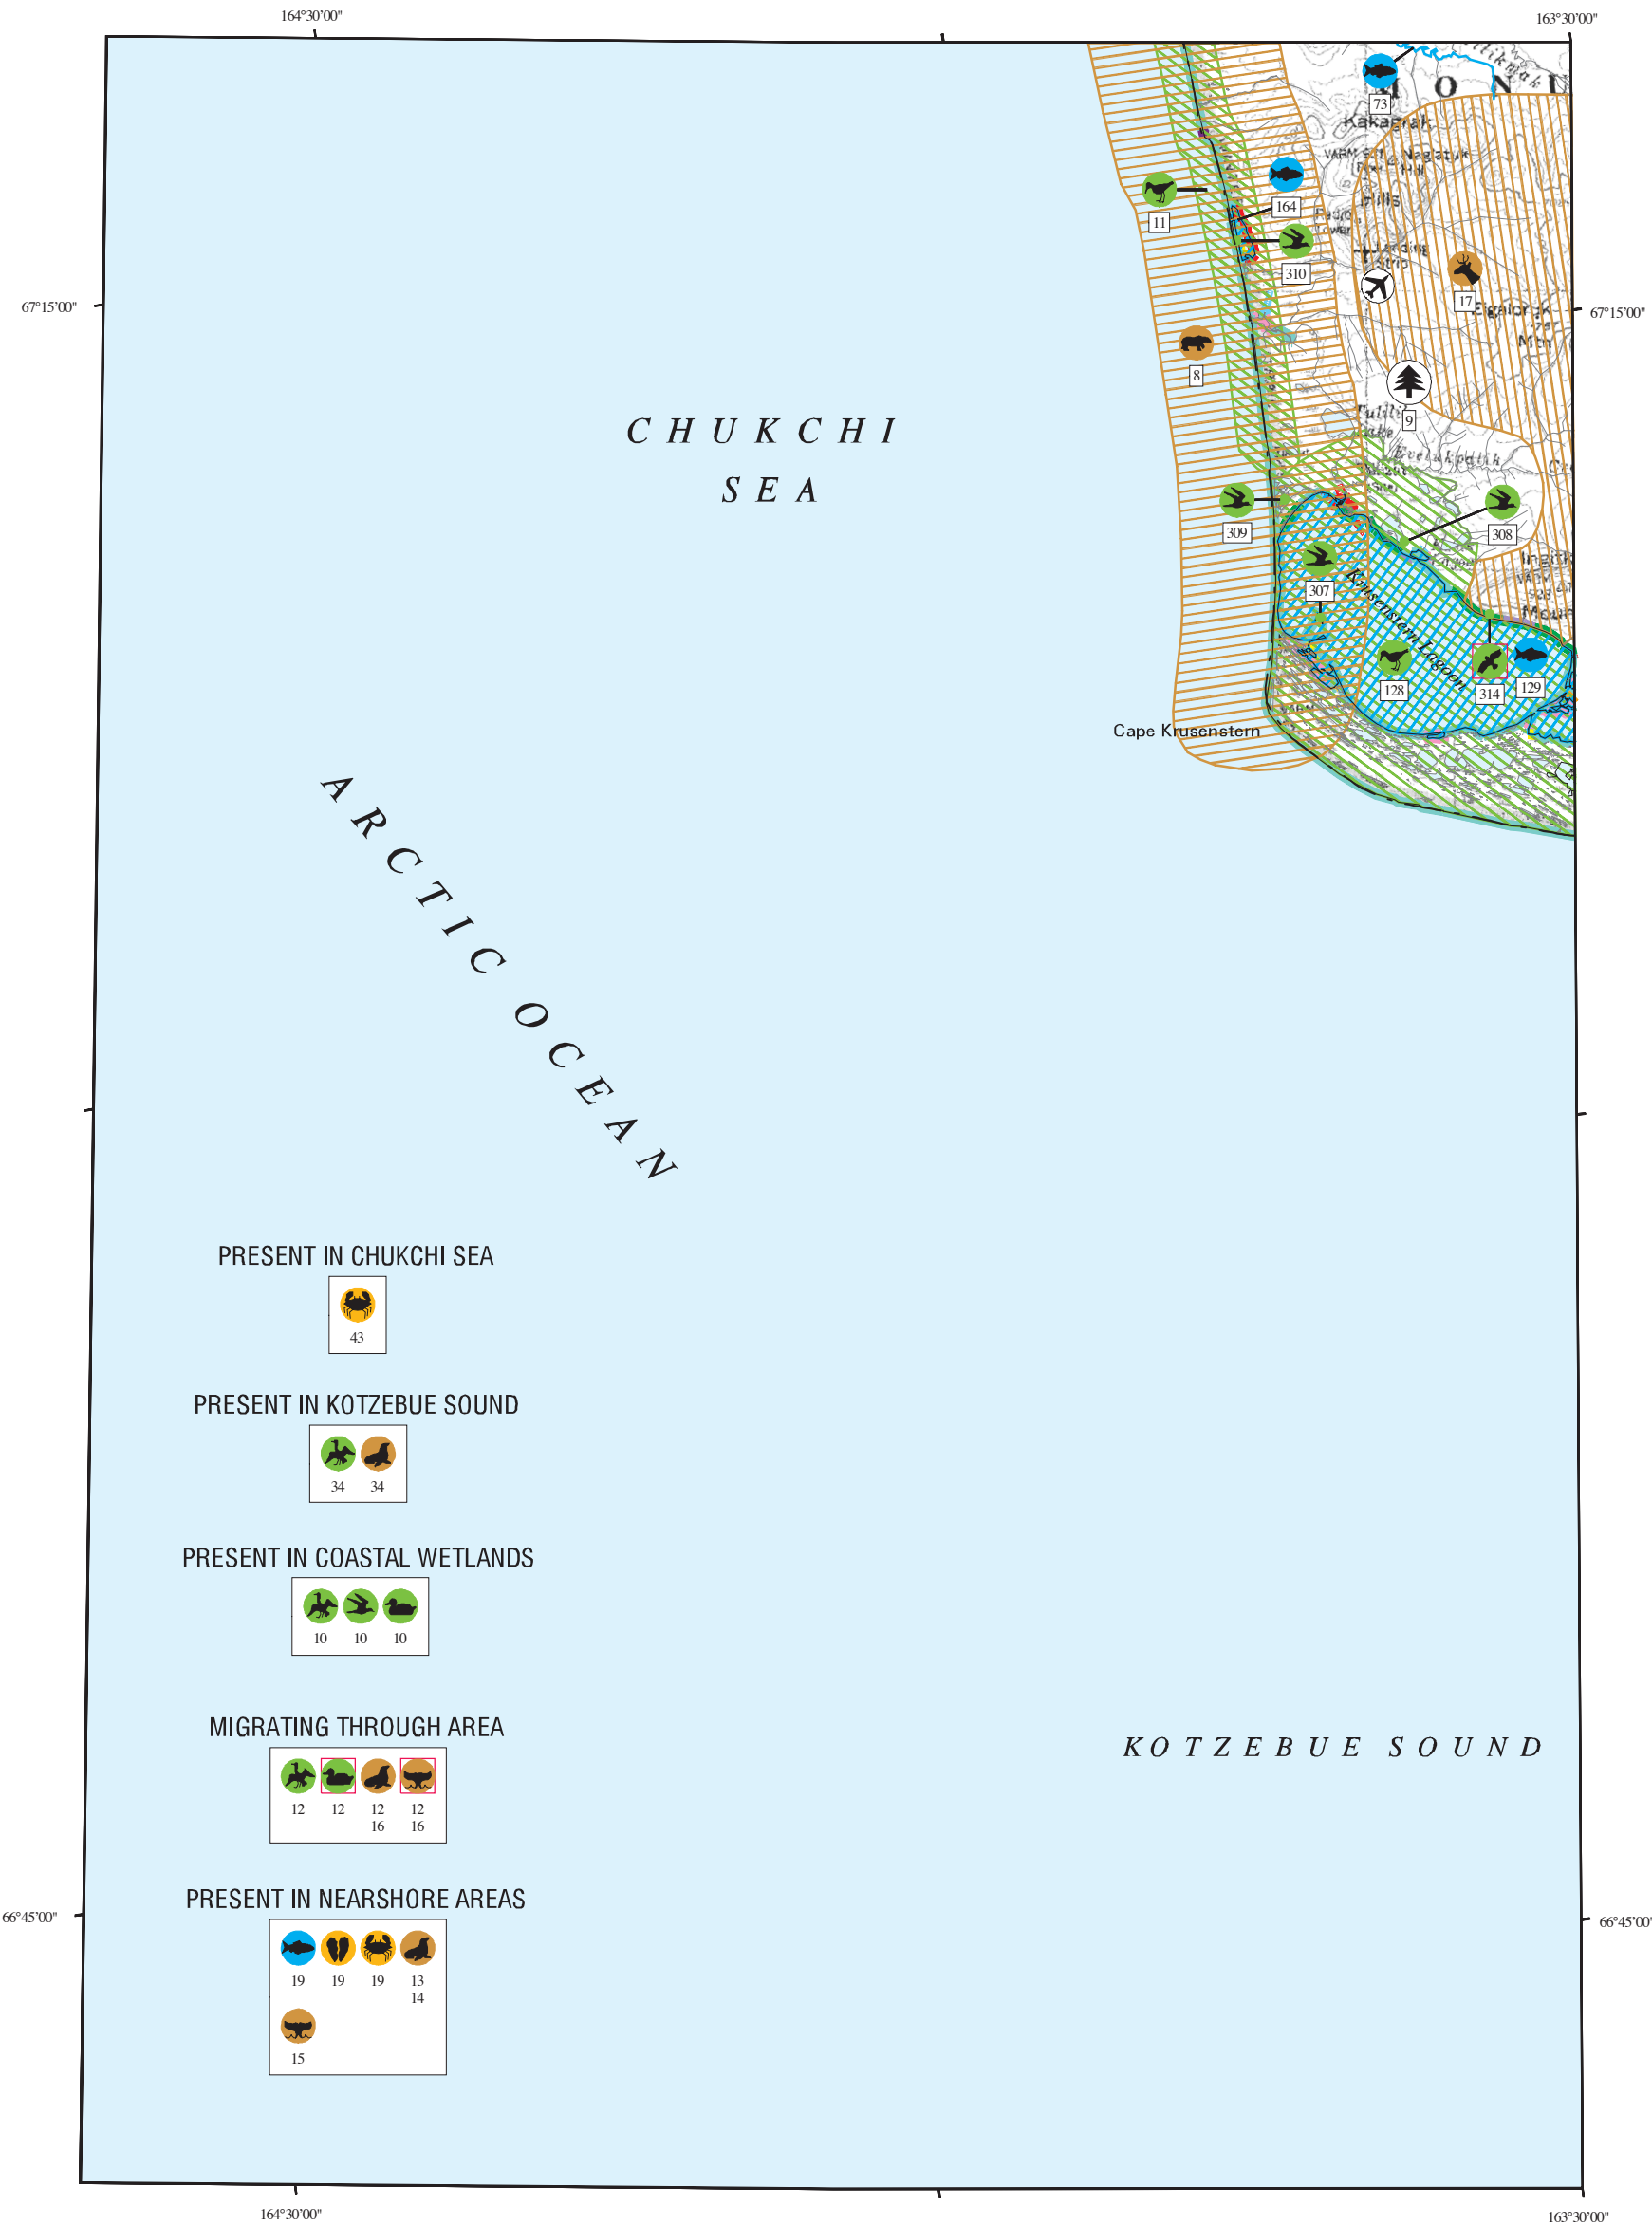 164°30'00"
163°30'00"
73
Kakagrak
Hills
11
164
310
Landing
Strip
17
67°15'00"
67°15'00"
Mtn
8
9
CHUKCHI
SEA
309
308
307
Krusenstern Lagoon
128
314
129
Cape Krusenstern
ARCTIC OCEAN
PRESENT IN CHUKCHI SEA
43
PRESENT IN KOTZEBUE SOUND
34 34
PRESENT IN COASTAL WETLANDS
10 10 10
MIGRATING THROUGH AREA
12 12 12 12
16 16
KOTZEBUE SOUND
PRESENT IN NEARSHORE AREAS
19 19 19 13
14
15
66°45'00"
66°45'00"
164°30'00"
163°30'00"